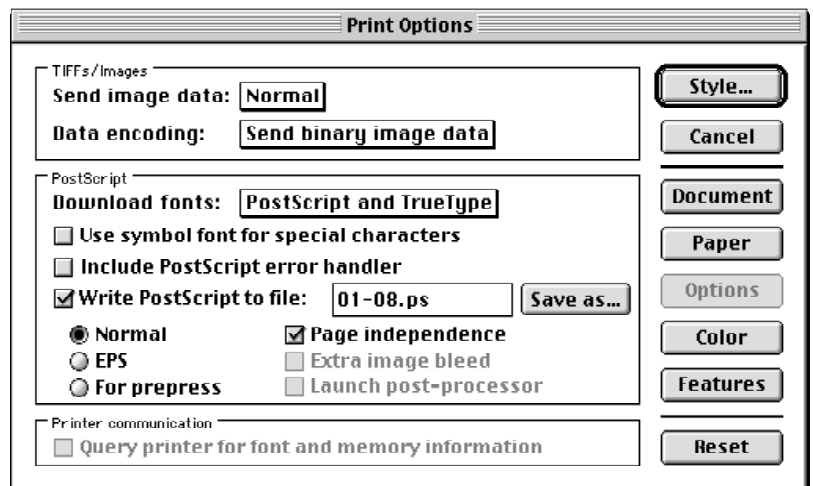 Print Options
TIFFs/Images
Send image data: Normal
Data encoding: Send binary image data
PostScript
Download fonts: PostScript and TrueType
Use symbol font for special characters
Include PostScript error handler
Write PostScript to file: 01-08.ps Save as...
Normal Page independence
EPS Extra image bleed
For prepress Launch post-processor
Printer communication
Query printer for font and memory information
Style...
Cancel
Document
Paper
Options
Color
Features
Reset